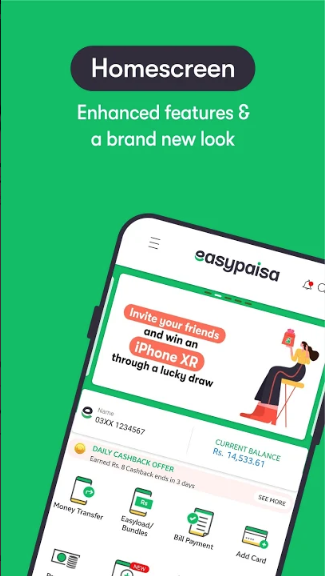 Homescreen
Enhanced features &
a brand new look
easypaisa
Invite your friends
and win an
iPhone XR
through a lucky draw
Name
03XX 1234567
CURRENT BALANCE
Rs. 14,533.61
DAILY CASHBACK OFFER
Earned Rs. 8 Cashback ends in 3 days
SEE MORE
Money Transfer
Easyload/
Bundles
Bill Payment
Add Card
Rs
NEW